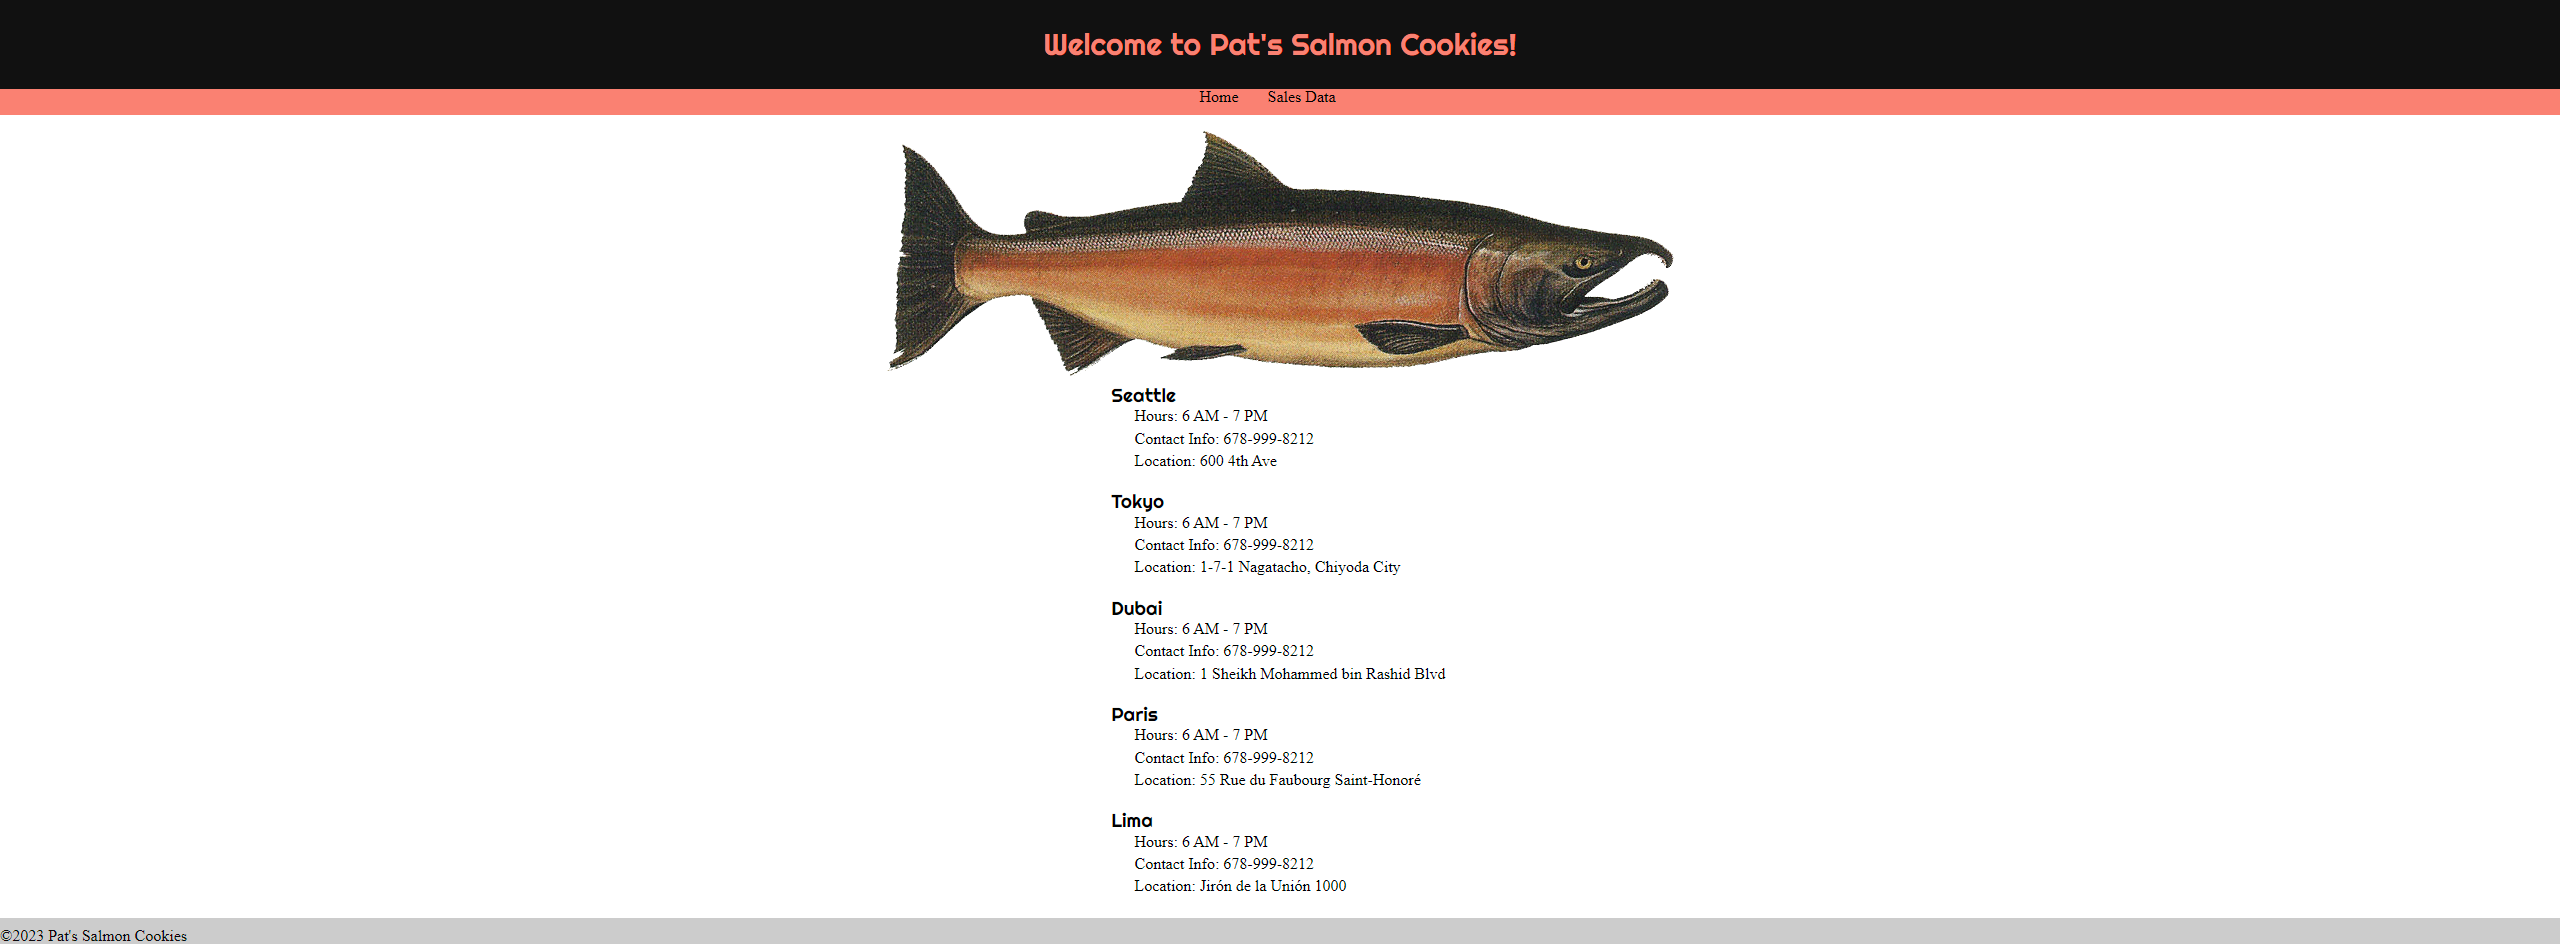 Welcome to Pat's Salmon Cookies!
Home Sales Data
Seattle
Hours: 6 AM - 7 PM
Contact Info: 678-999-8212
Location: 600 4th Ave
Tokyo
Hours: 6 AM - 7 PM
Contact Info: 678-999-8212
Location: 1-7-1 Nagatacho, Chiyoda City
Dubai
Hours: 6 AM - 7 PM
Contact Info: 678-999-8212
Location: 1 Sheikh Mohammed bin Rashid Blvd
Paris
Hours: 6 AM - 7 PM
Contact Info: 678-999-8212
Location: 55 Rue du Faubourg Saint-Honoré
Lima
Hours: 6 AM - 7 PM
Contact Info: 678-999-8212
Location: Jirón de la Unión 1000
©2023 Pat's Salmon Cookies